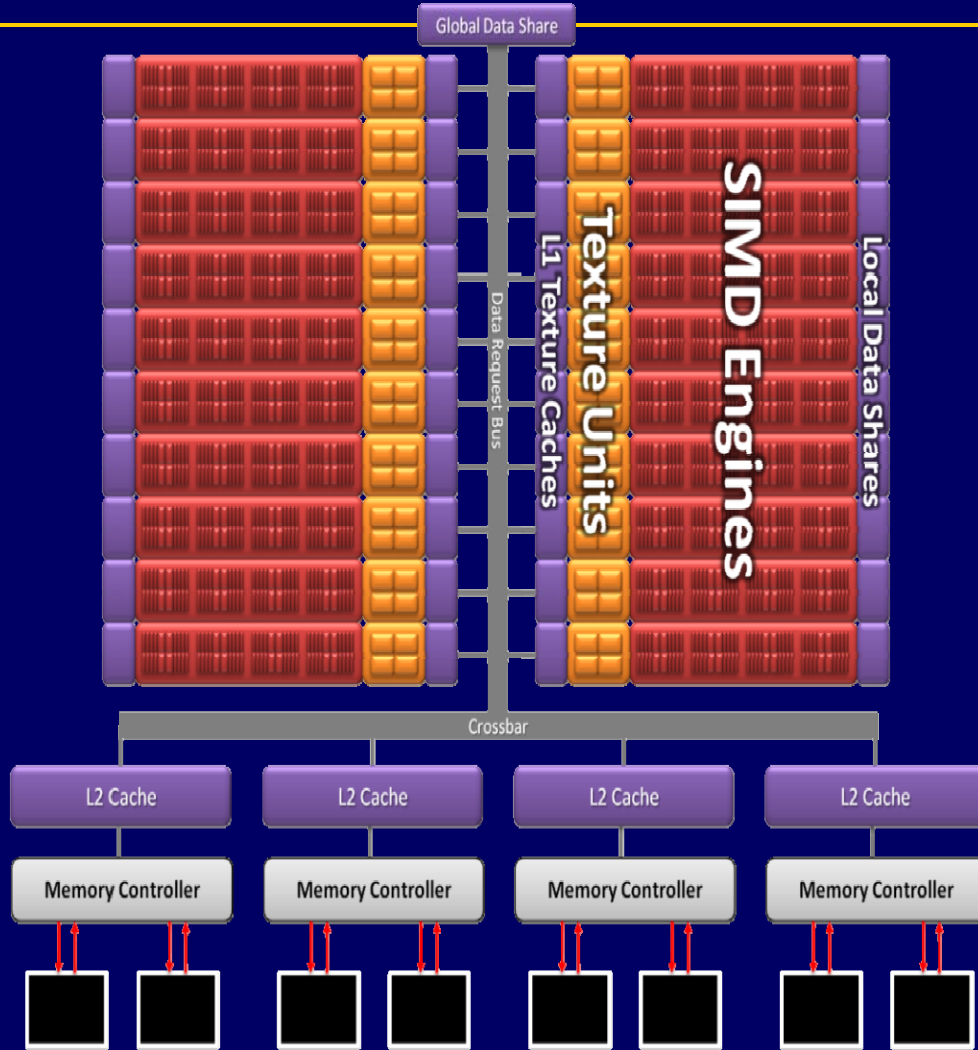 Global Data Share
Data Request Bus
L1 Texture Caches
Texture Units
SIMD Engines
Local Data Shares
Crossbar
L2 Cache
L2 Cache
L2 Cache
L2 Cache
Memory Controller
Memory Controller
Memory Controller
Memory Controller